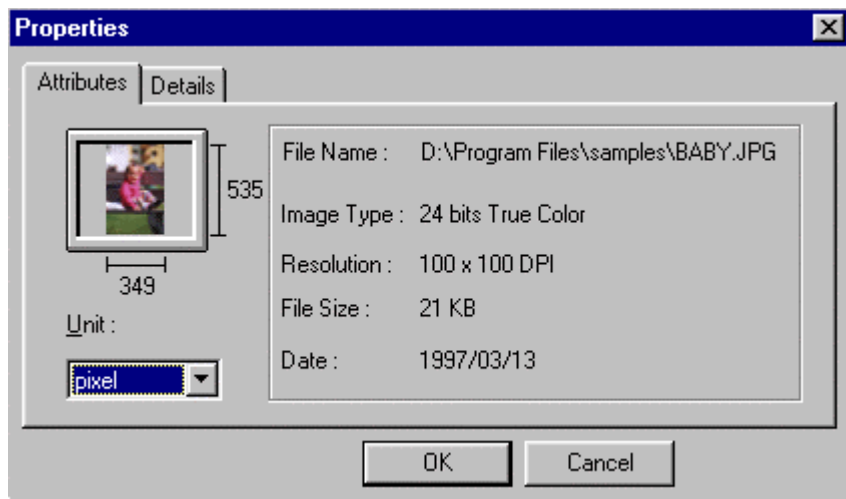 Properties
Attributes Details
535
349
Unit :
pixel
File Name : D:\Program Files\samples\BABY.JPG
Image Type : 24 bits True Color
Resolution : 100 x 100 DPI
File Size : 21 KB
Date : 1997/03/13
OK Cancel